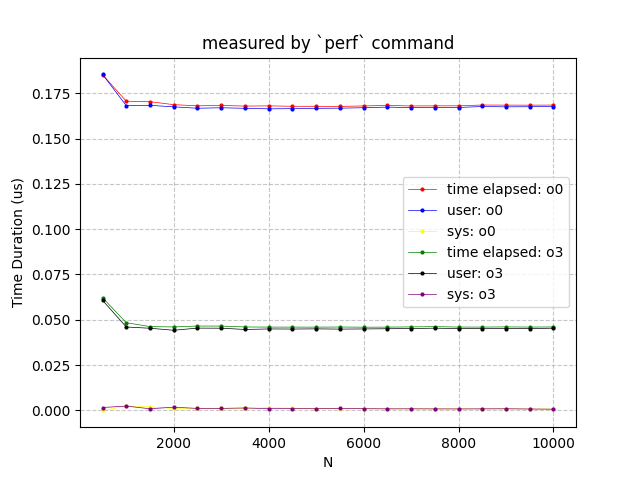 measured by `perf` command
Time Duration (us)
0.175
0.150
0.125
0.100
0.075
0.050
0.025
0.000
time elapsed: o0
user: o0
sys: o0
time elapsed: o3
user: o3
sys: o3
2000 4000 6000 8000 10000
N